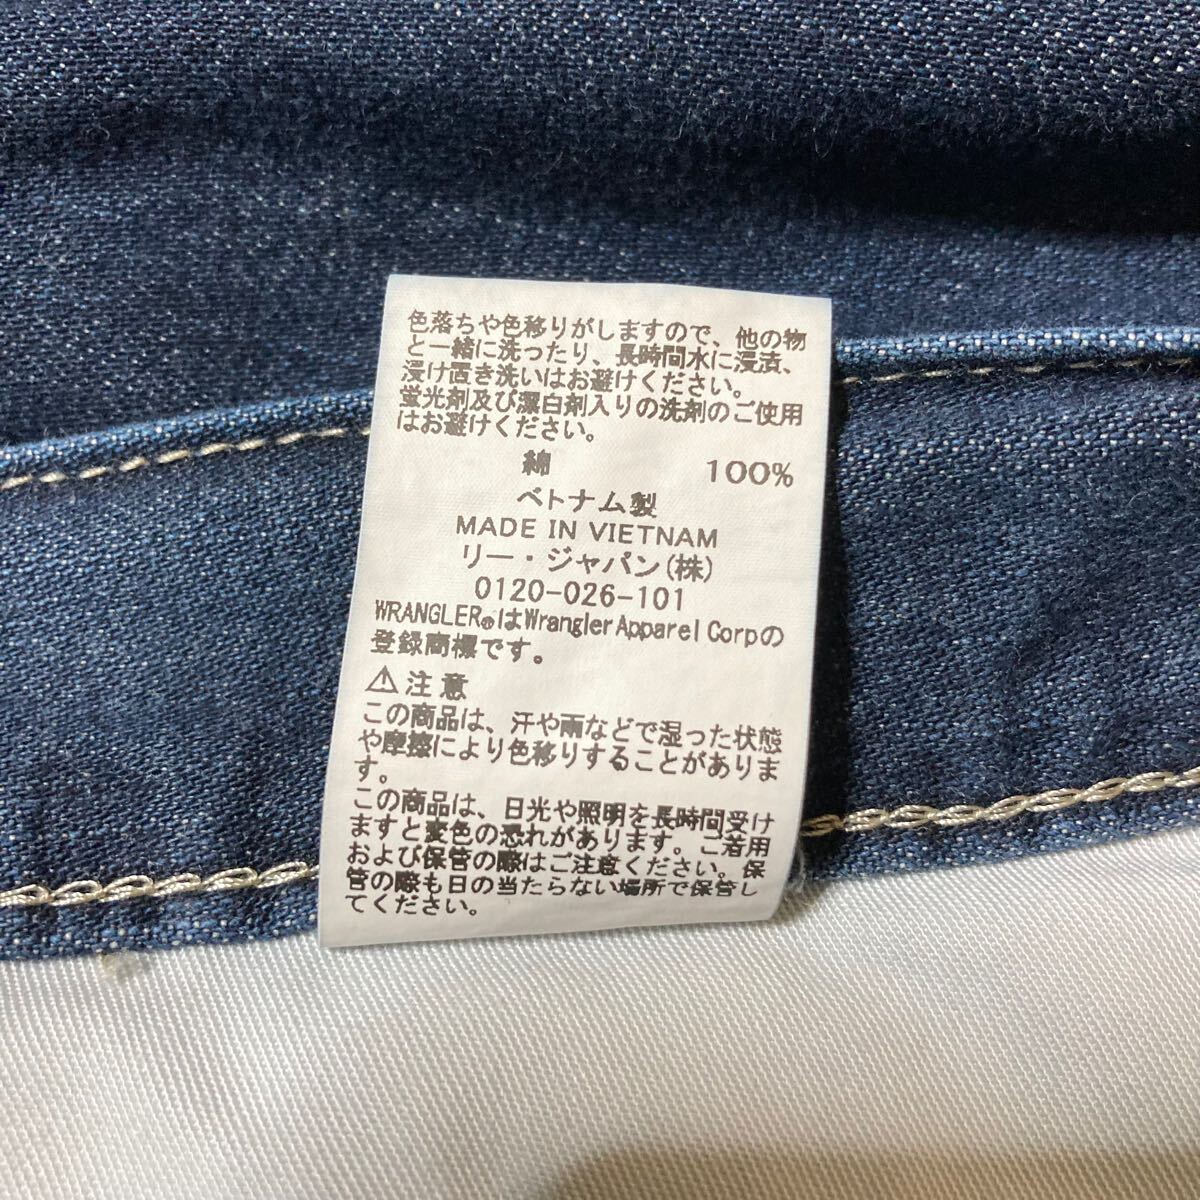 色落ちや色移りがしますので、他の物
と一緒に洗ったり、長時間水に浸漬、
浸け置き洗いはお避けください。
蛍光剤及び漂白剤入りの洗剤のご使用
はお避けください。
綿 100%
ベトナム製
MADE IN VIETNAM
リー・ジャパン(株)
0120-026-101
WRANGLER®はWrangler Apparel Corpの
登録商標です。
⚠注意
この商品は、汗や雨などで湿った状態
や摩擦により色移りすることがありま
す。
この商品は、日光や照明を長時間受け
ますと変色の恐れがあります。ご着用
および保管の際はご注意ください。保
管の際も日の当たらない場所で保管し
てください。